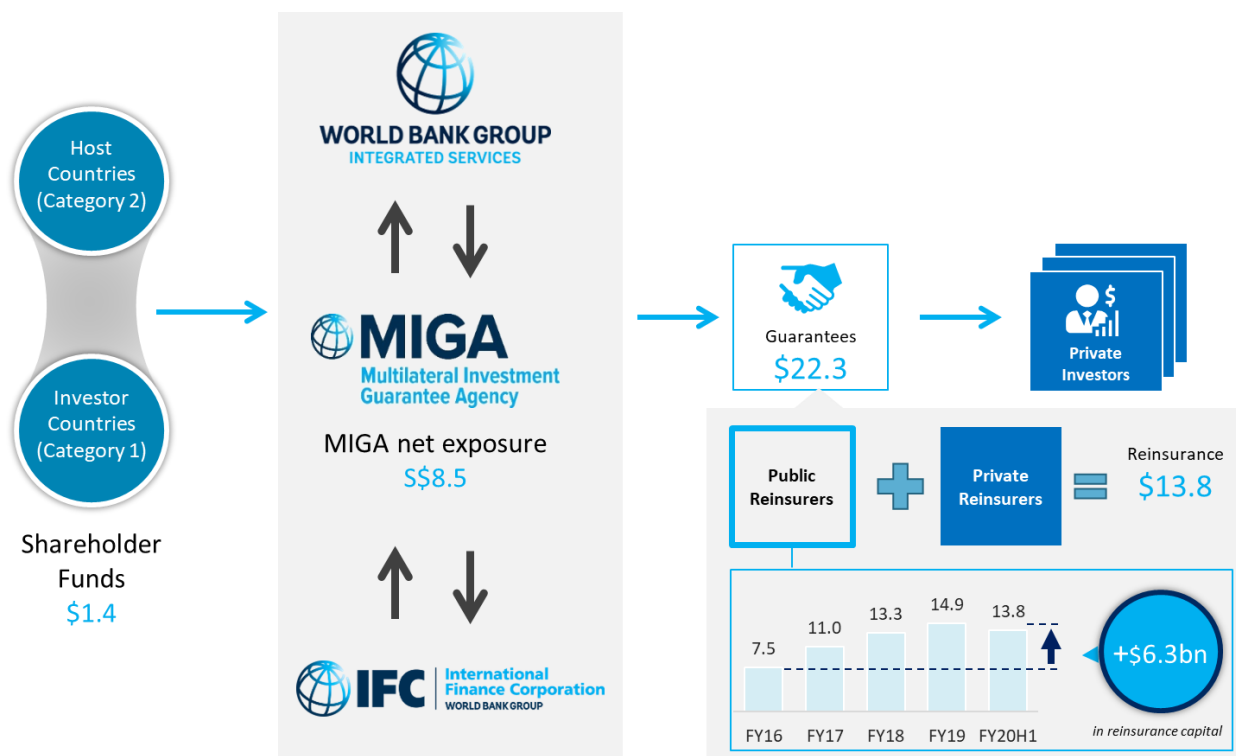 Host
Countries
(Category 2)
Investor
Countries
(Category 1)
Shareholder
Funds
$1.4
WORLD BANK GROUP
INTEGRATED SERVICES
MIGA
Multilateral Investment
Guarantee Agency
MIGA net exposure
S$8.5
IFC
International
Finance Corporation
WORLD BANK GROUP
Guarantees
$22.3
$
Private
Investors
Public
Reinsurers
Private
Reinsurers
Reinsurance
$13.8
7.5
11.0
13.3
14.9
13.8
FY16
FY17
FY18
FY19
FY20H1
+$6.3bn
in reinsurance capital